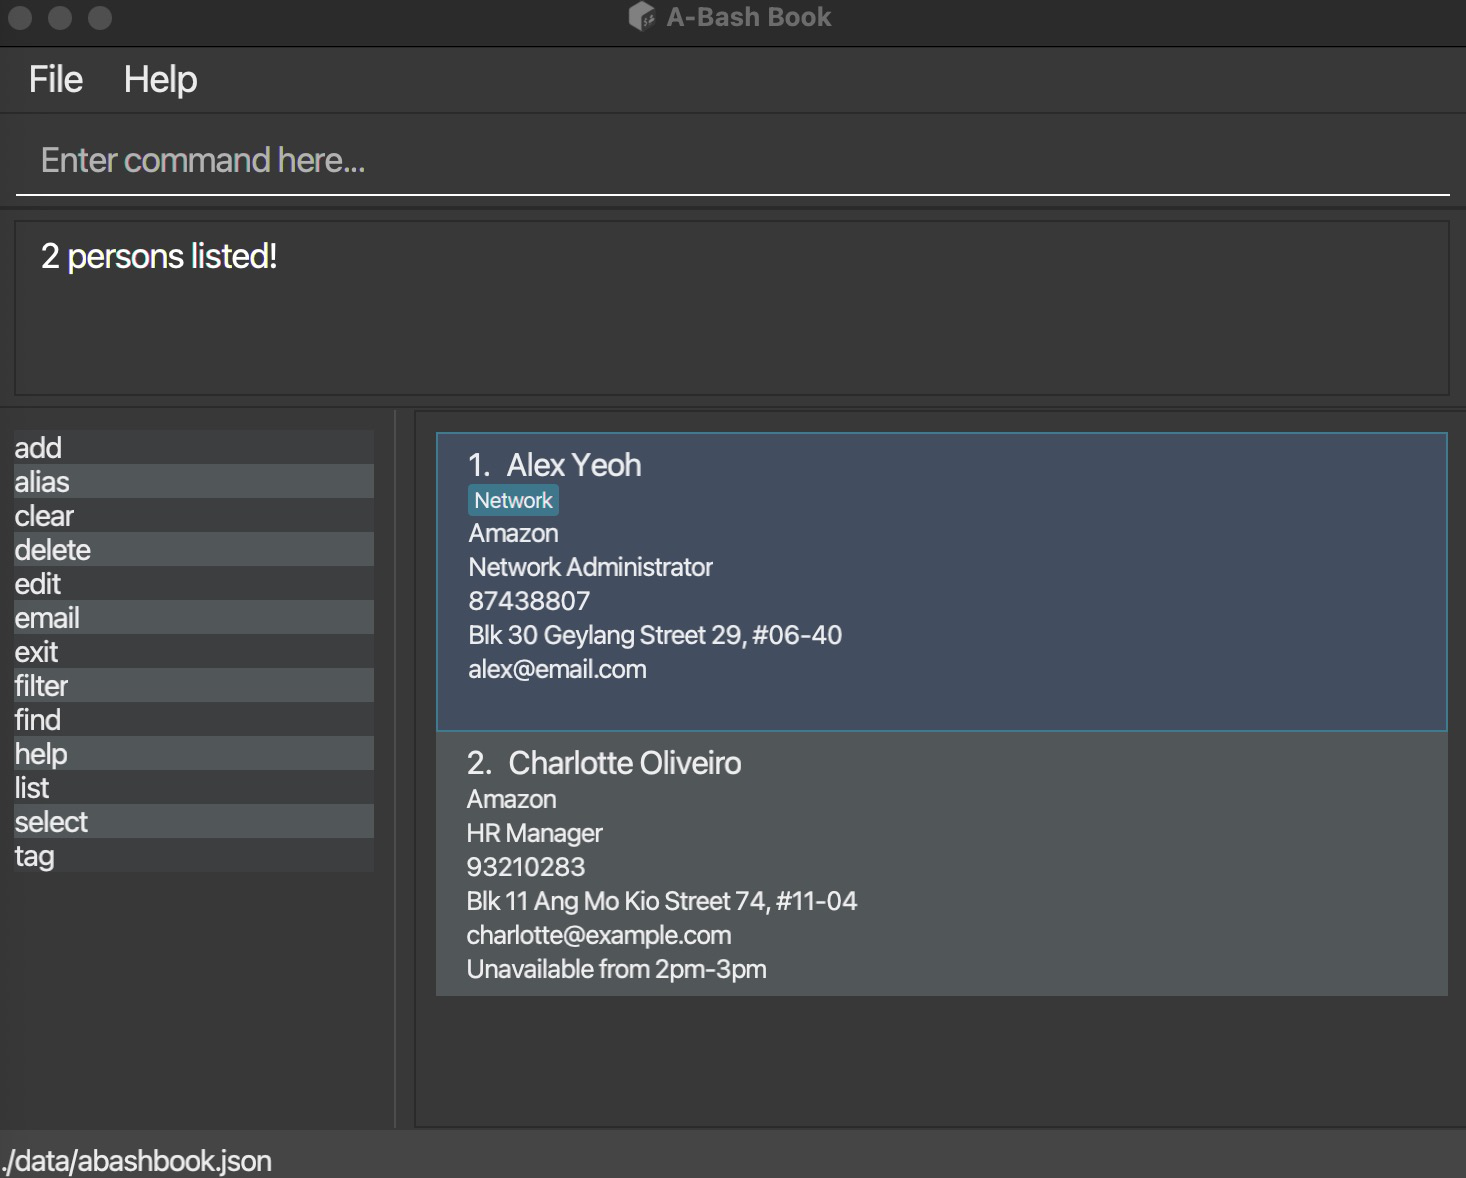 A-Bash Book
File Help
Enter command here...
2 persons listed!
add
alias
clear
delete
edit
email
exit
filter
find
help
list
select
tag
1. Alex Yeoh
Network
Amazon
Network Administrator
87438807
Blk 30 Geylang Street 29, #06-40
alex@email.com
2. Charlotte Oliveiro
Amazon
HR Manager
93210283
Blk 11 Ang Mo Kio Street 74, #11-04
charlotte@example.com
Unavailable from 2pm-3pm
./data/abashbook.json